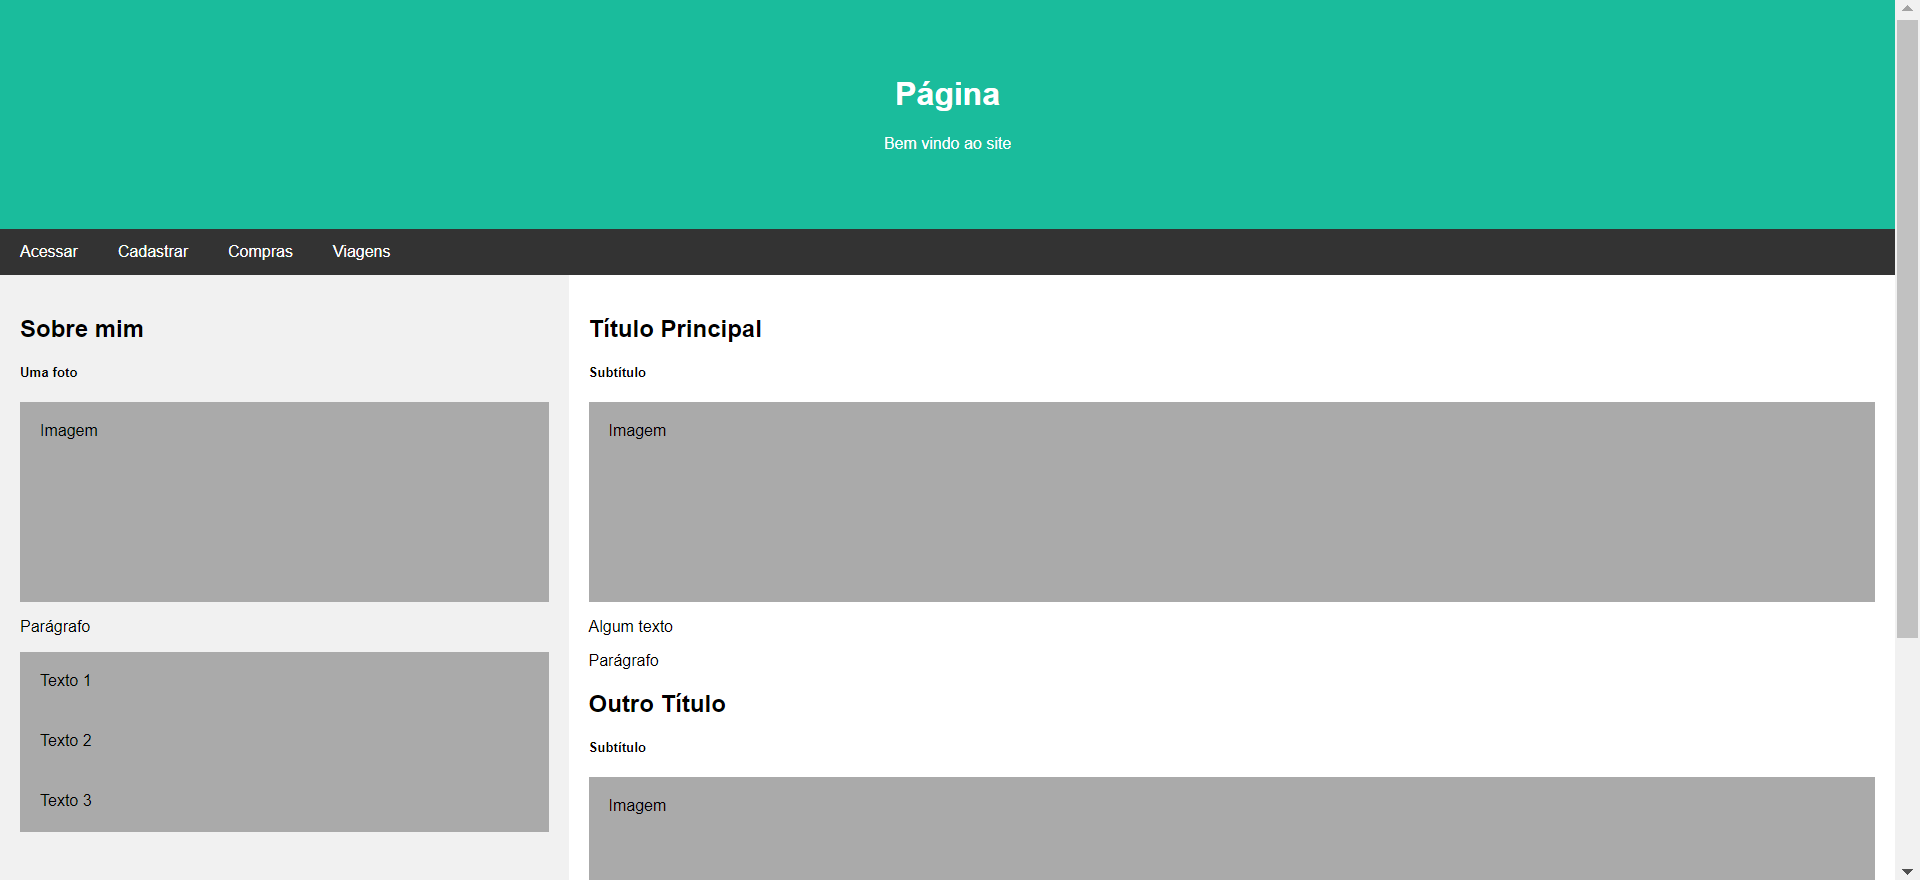 Página
Bem vindo ao site
Acessar Cadastrar Compras Viagens
Sobre mim
Uma foto
Imagem
Parágrafo
Texto 1
Texto 2
Texto 3
Título Principal
Subtítulo
Imagem
Algum texto
Parágrafo
Outro Título
Subtítulo
Imagem